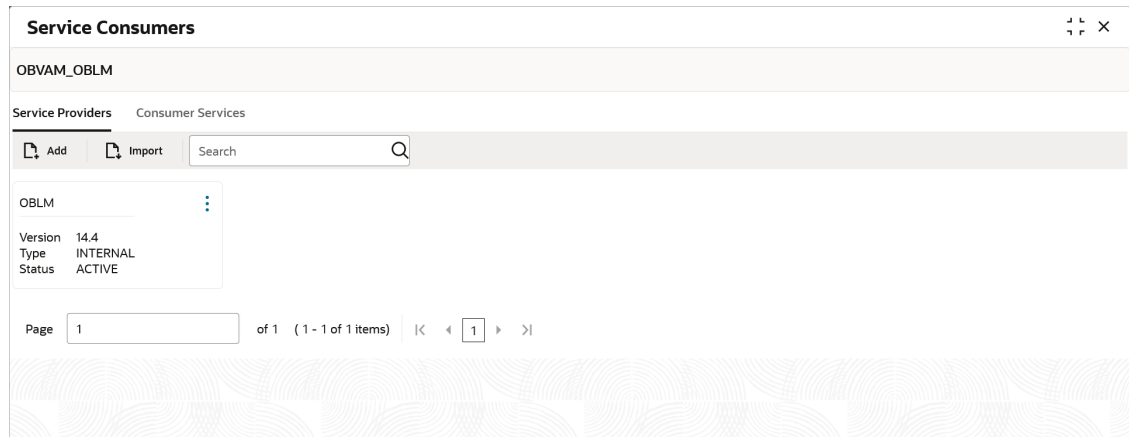 Service Consumers
OBVAM_OBLM
Service Providers Consumer Services
Add Import Search
OBLM
Version 14.4
Type INTERNAL
Status ACTIVE
Page 1 of 1 ( 1 - 1 of 1 items) 1